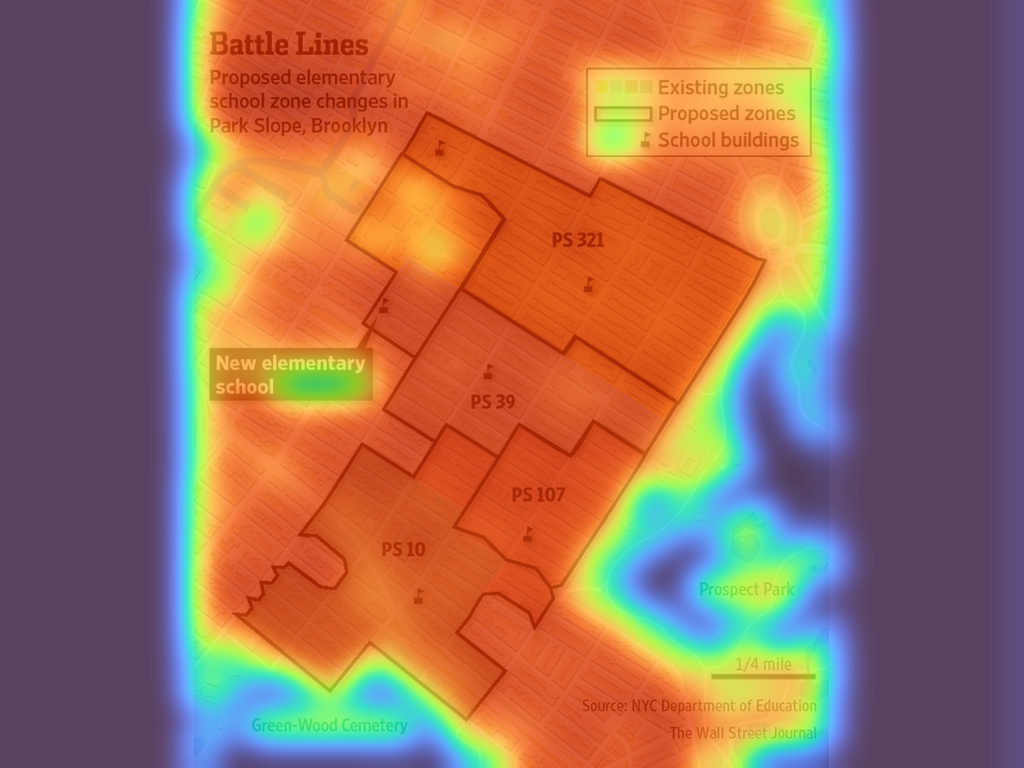 Battle Lines
Proposed elementary
school zone changes in
Park Slope, Brooklyn
Existing zones
Proposed zones
School buildings
PS 321
New elementary
school
PS 39
PS 107
PS 10
Prospect Park
1/4 mile
Green-Wood Cemetery
Source: NYC Department of Education
The Wall Street Journal